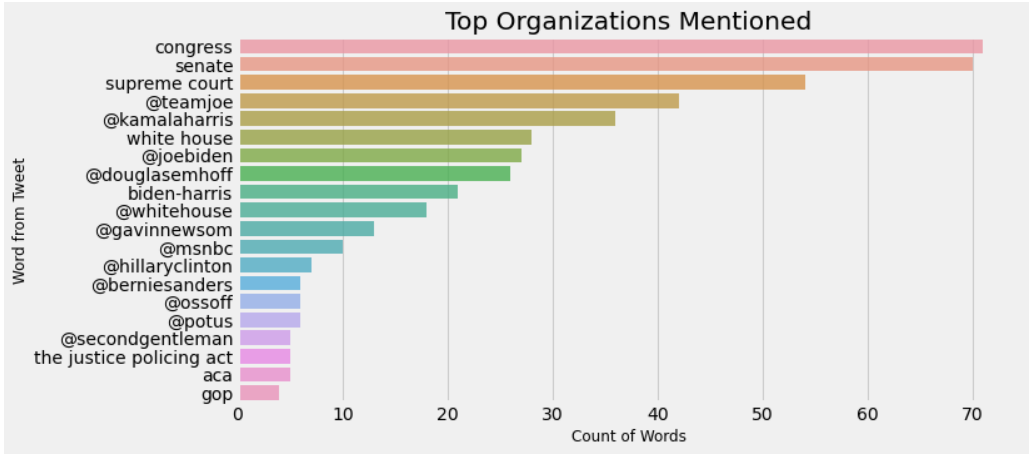 Top Organizations Mentioned
Word from Tweet
congress
senate
supreme court
@teamjoe
@kamalaharris
white house
@joebiden
@douglasemhoff
biden-harris
@whitehouse
@gavinnewsom
@msnbc
@hillaryclinton
@berniesanders
@ossoff
@potus
@secondgentleman
the justice policing act
aca
gop
0 10 20 30 40 50 60 70
Count of Words